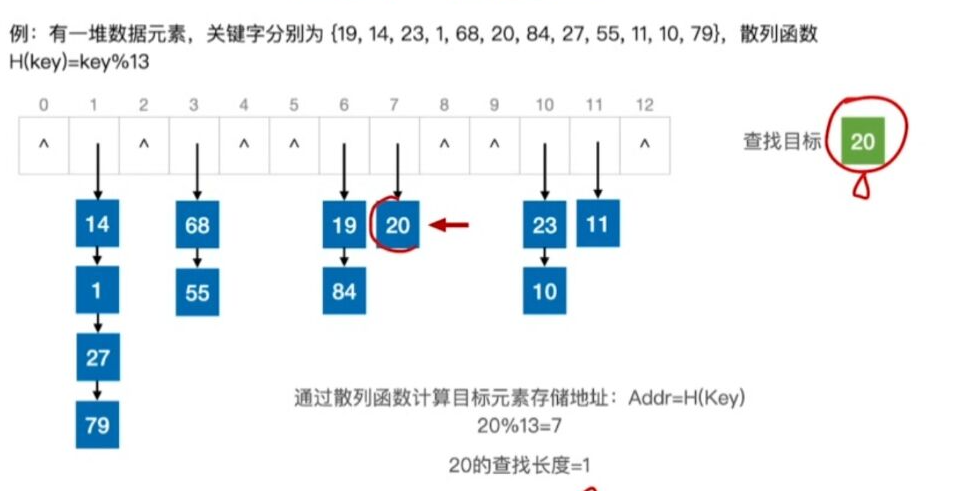 例：有一堆数据元素，关键字分别为 {19, 14, 23, 1, 68, 20, 84, 27, 55, 11, 10, 79}，散列函数
H(key)=key%13
0 1 2 3 4 5 6 7 8 9 10 11 12
^ ^ ^ ^ ^ ^ ^
查找目标 20
14 68 19 20 23 11
1 55 84 10
27
79
通过散列函数计算目标元素存储地址：Addr=H(Key)
20%13=7
20的查找长度=1